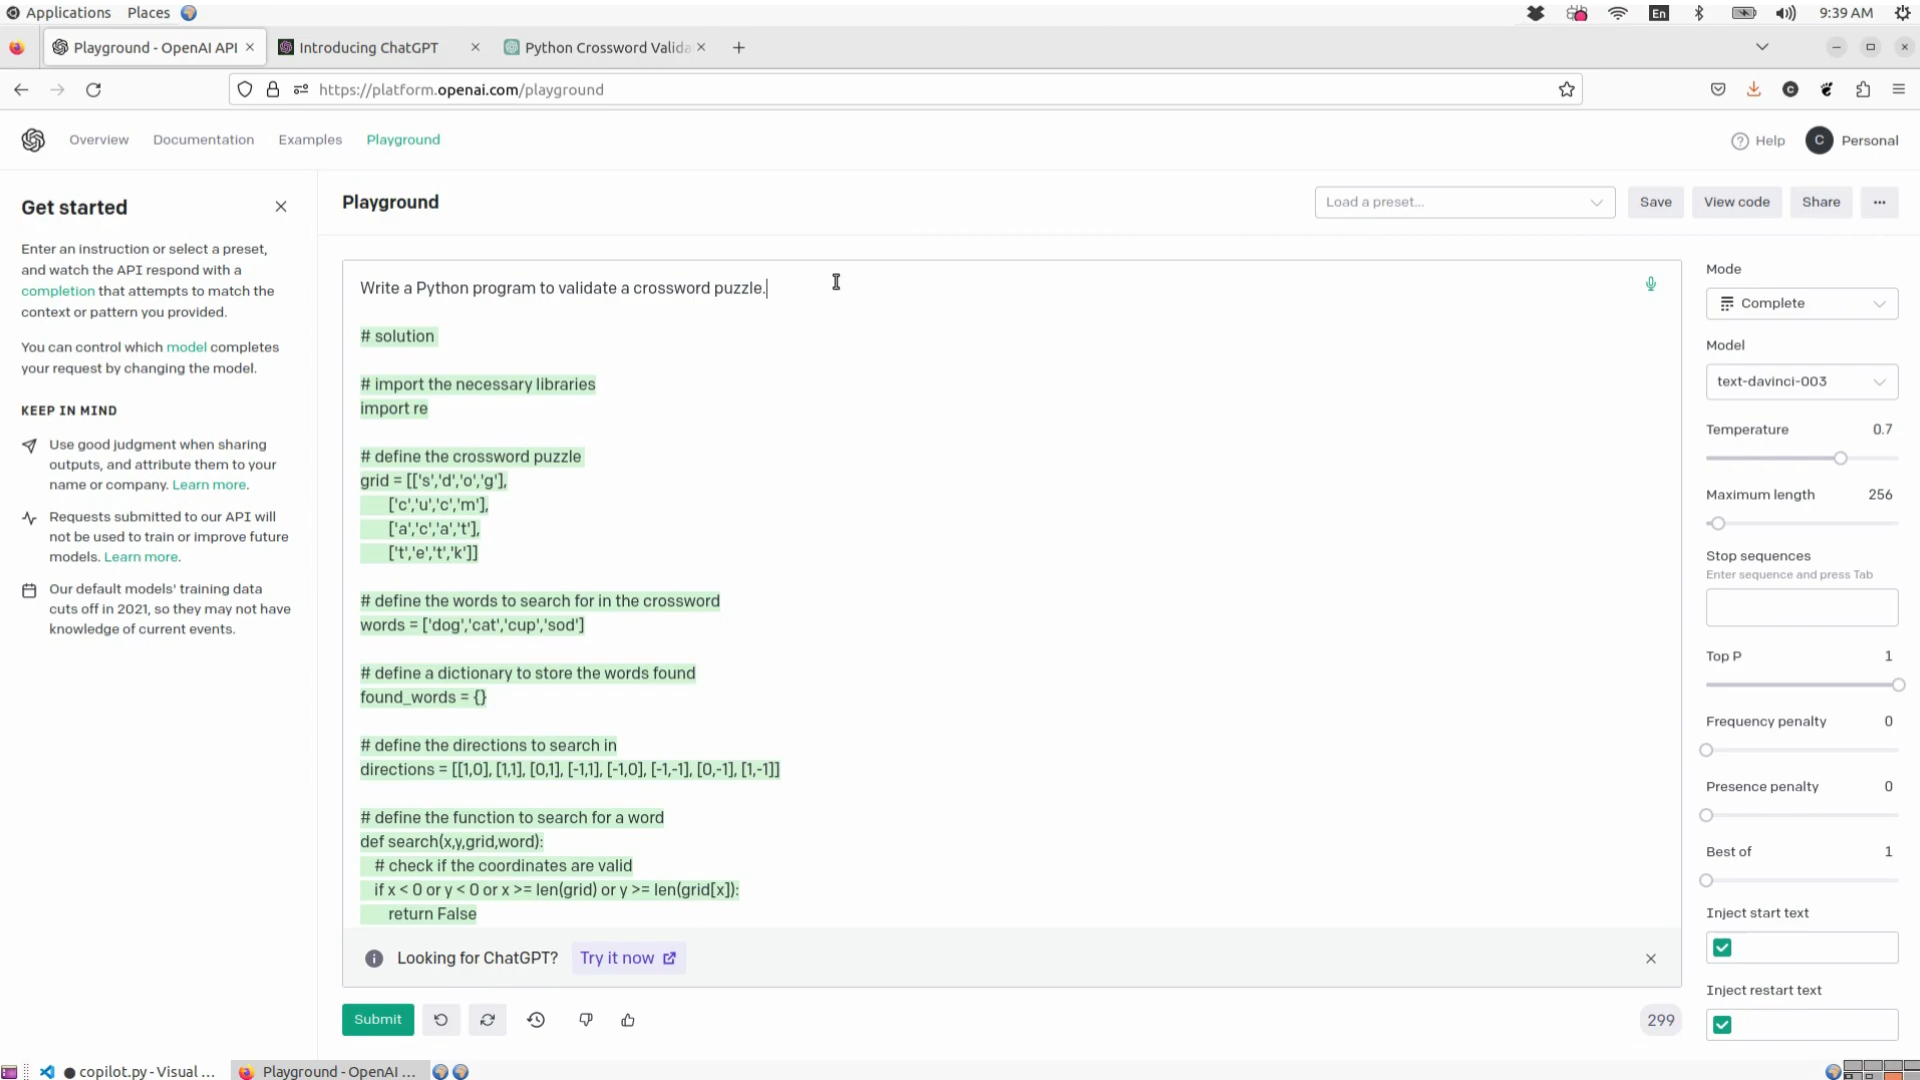 Applications Places
En 9:39 AM
Playground - OpenAI API
Introducing ChatGPT
Python Crossword Valida
https://platform.openai.com/playground
Overview
Documentation
Examples
Playground
Help
C
Personal
Get started
Enter an instruction or select a preset,
and watch the API respond with a
completion that attempts to match the
context or pattern you provided.
You can control which model completes
your request by changing the model.
KEEP IN MIND
Use good judgment when sharing
outputs, and attribute them to your
name or company. Learn more.
Requests submitted to our API will
not be used to train or improve future
models. Learn more.
Our default models' training data
cuts off in 2021, so they may not have
knowledge of current events.
Playground
Load a preset...
Save
View code
Share
...
Write a Python program to validate a crossword puzzle.
# solution
# import the necessary libraries
import re
# define the crossword puzzle
grid = [['s','d','o','g'],
['c','u','c','m'],
['a','c','a','t'],
['t','e','t','k']]
# define the words to search for in the crossword
words = ['dog','cat','cup','sod']
# define a dictionary to store the words found
found_words = {}
# define the directions to search in
directions = [[1,0], [1,1], [0,1], [-1,1], [-1,0], [-1,-1], [0,-1], [1,-1]]
# define the function to search for a word
def search(x,y,grid,word):
# check if the coordinates are valid
if x < 0 or y < 0 or x >= len(grid) or y >= len(grid[x]):
return False
Looking for ChatGPT? Try it now
Submit
299
Mode
Complete
Model
text-davinci-003
Temperature 0.7
Maximum length 256
Stop sequences
Enter sequence and press Tab
Top P 1
Frequency penalty 0
Presence penalty 0
Best of 1
Inject start text
Inject restart text
copilot.py - Visual ...
Playground - OpenAI ...